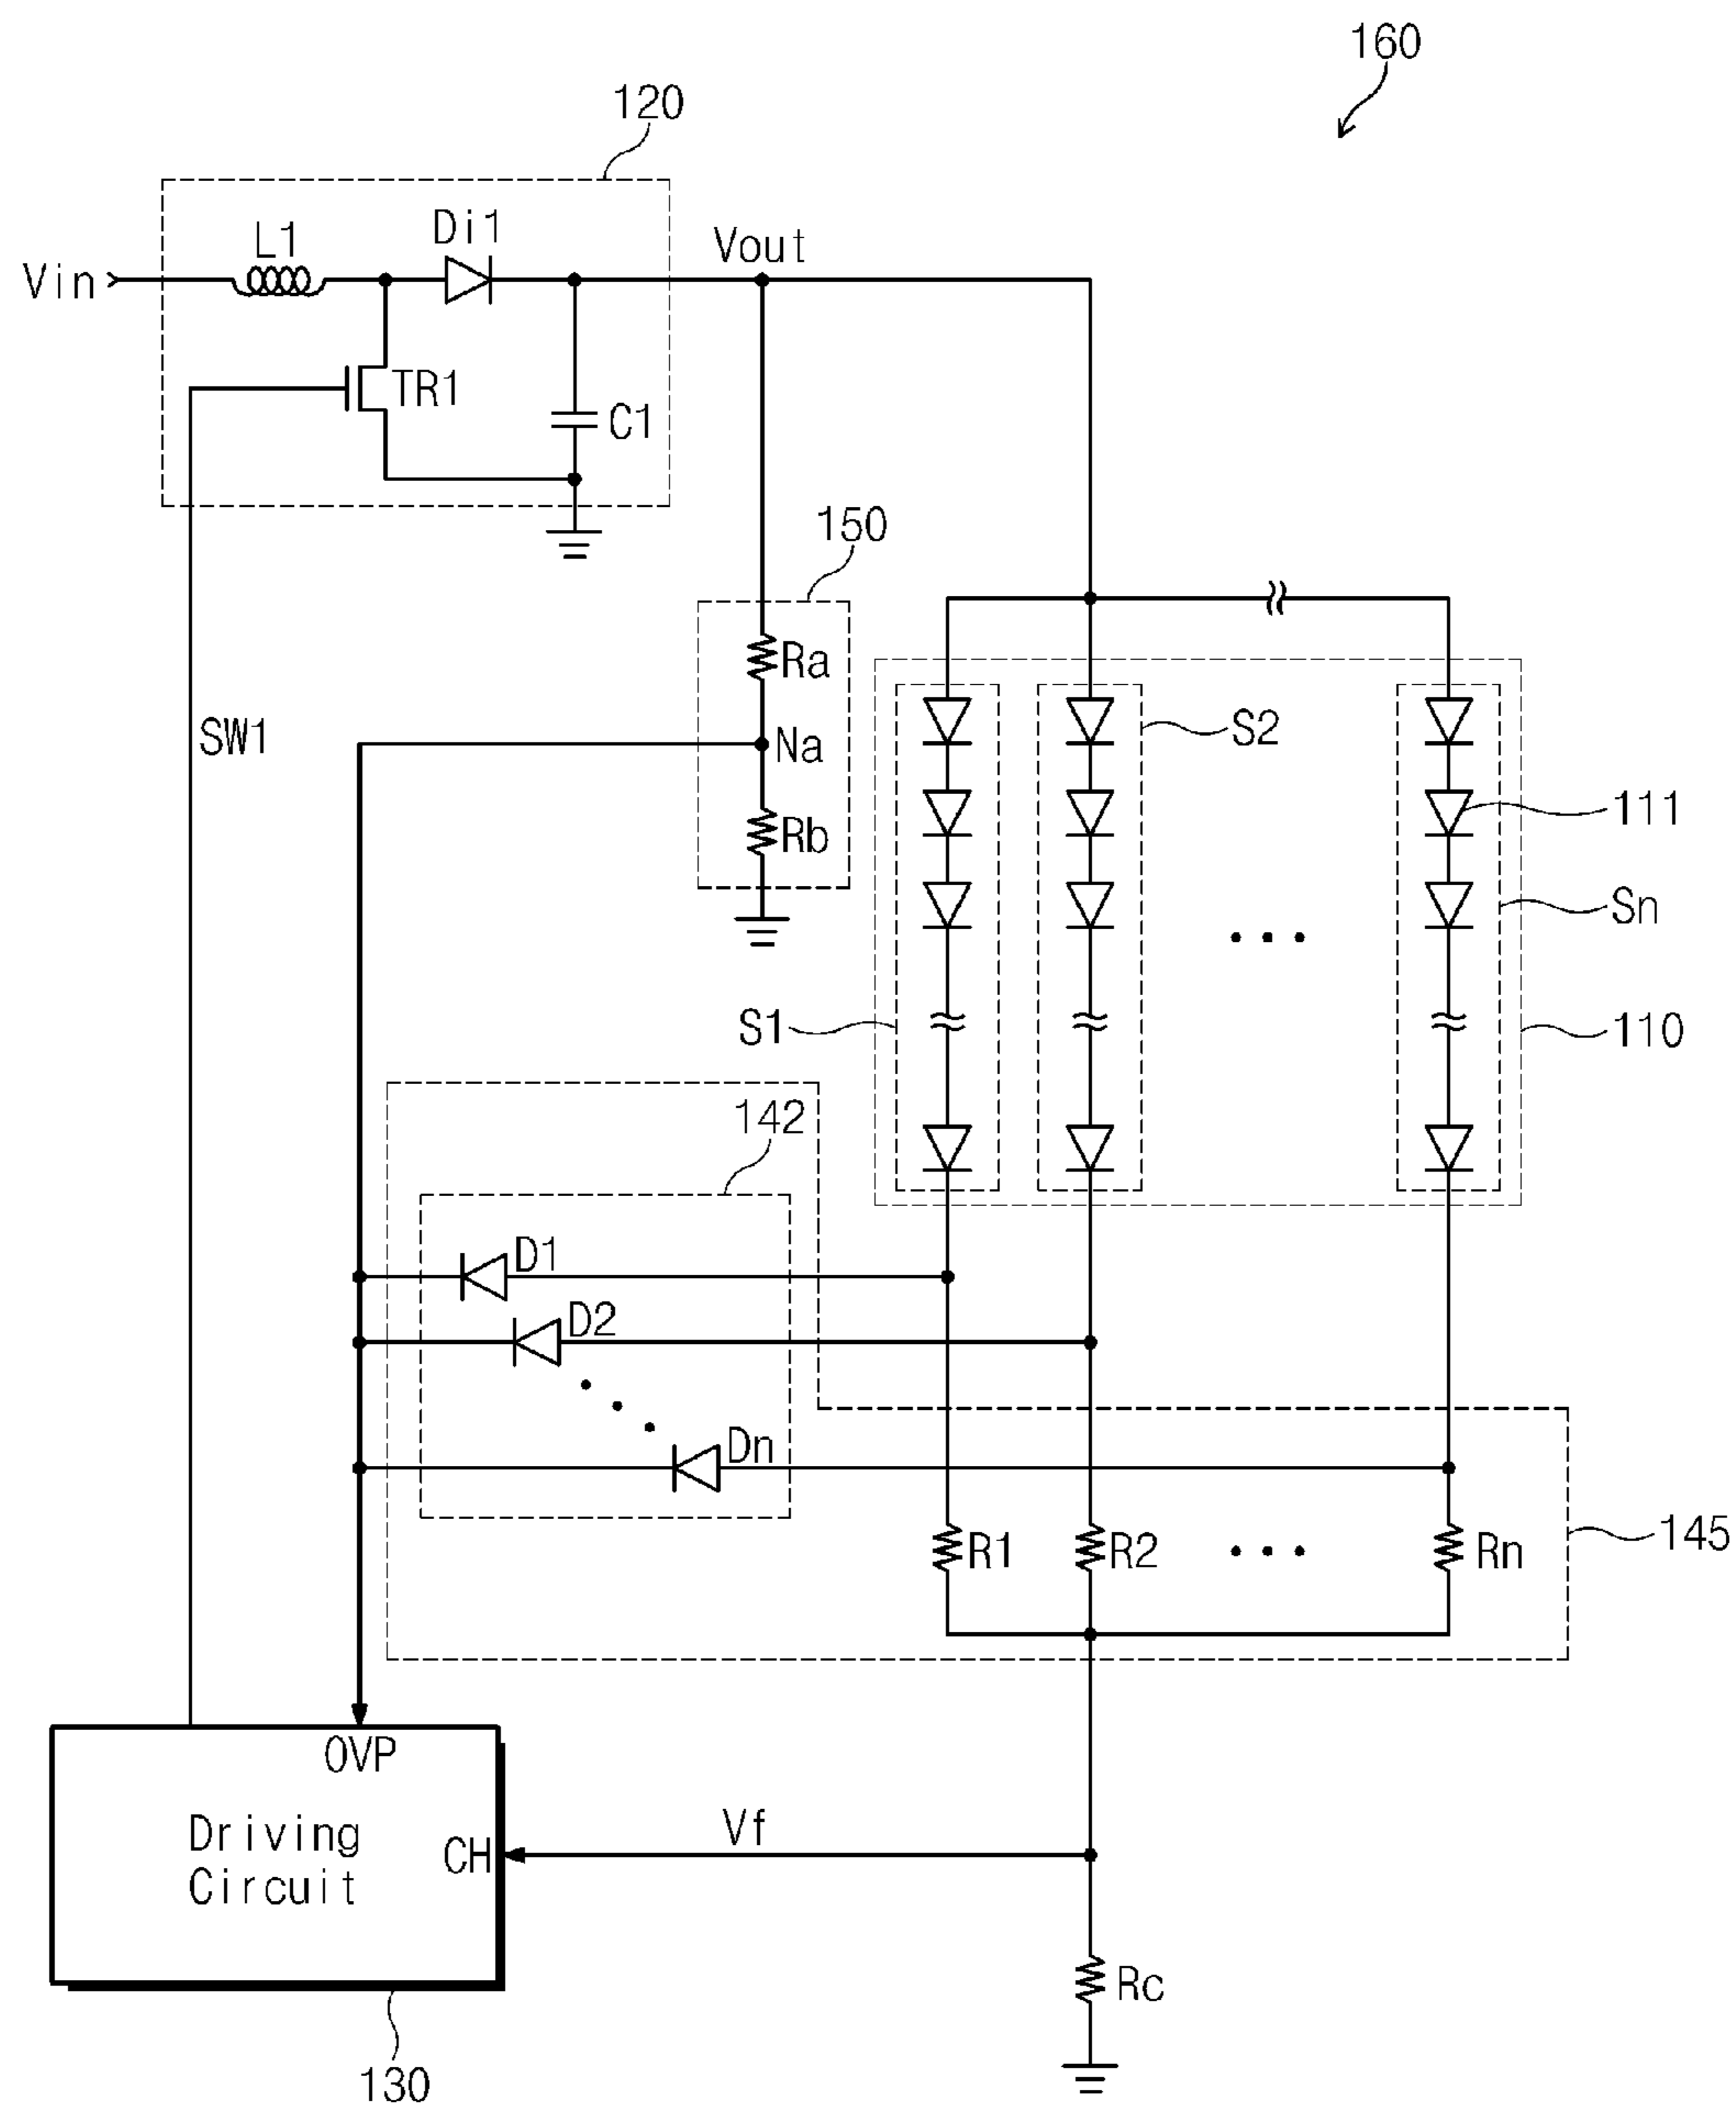 160
120
L1
Di1
Vout
Vin
TR1
C1
150
Ra
SW1
Na
S2
111
Rb
Sn
S1
110
142
D1
D2
Dn
R1
R2
Rn
145
OVP
Driving
Circuit
CH
Vf
Rc
130